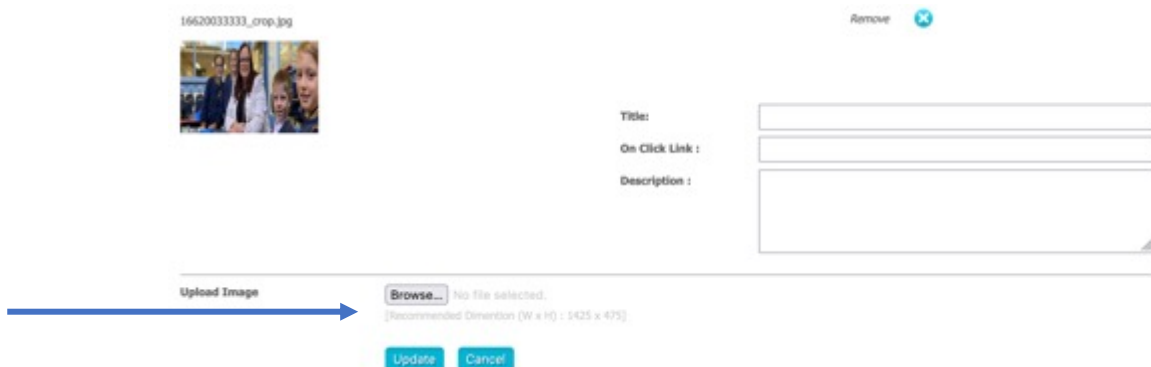 16620033333_crop.jpg
Remove
Title:
On Click Link :
Description :
Upload Image
Browse... No file selected.
[Recommended Dimention (W x H) : 1425 x 475]
Update Cancel